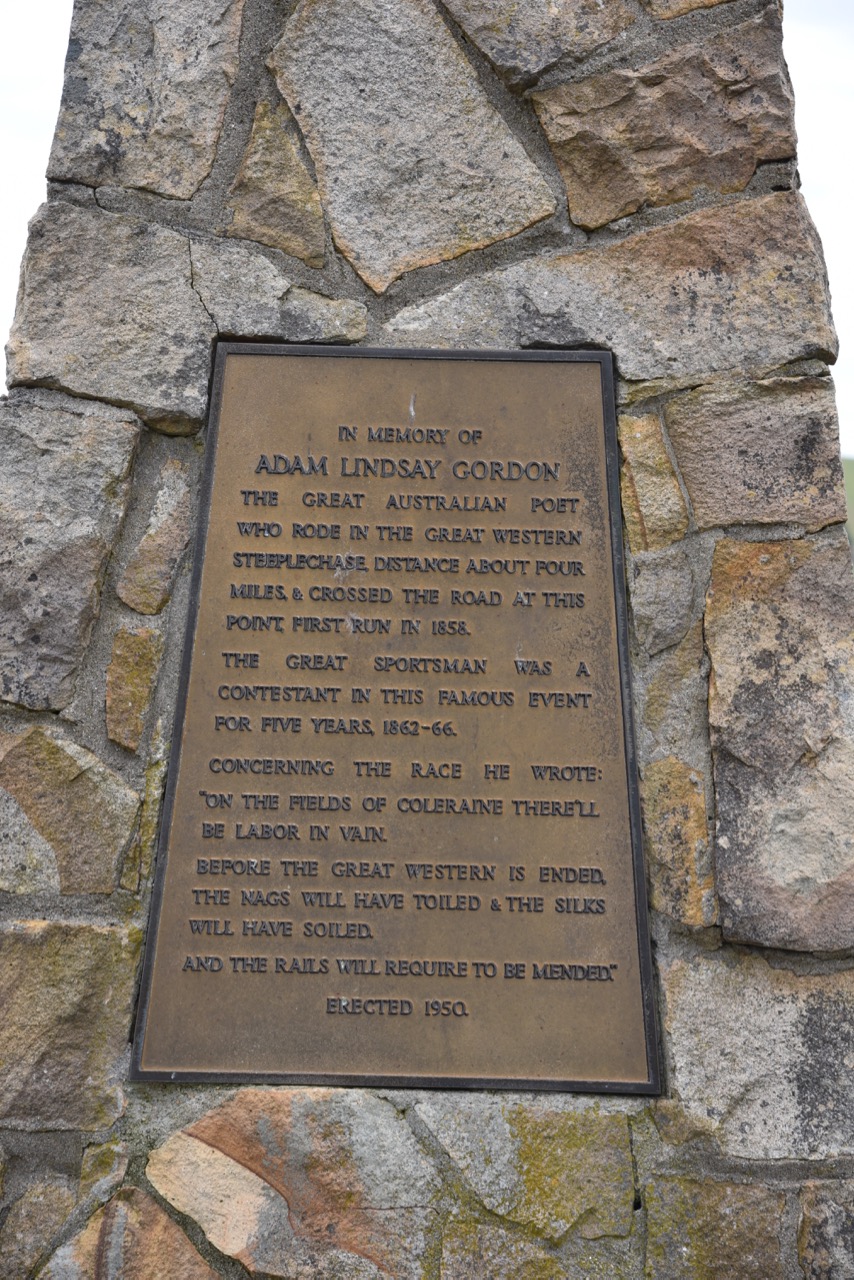 IN MEMORY OF
ADAM LINDSAY GORDON
THE GREAT AUSTRALIAN POET
WHO RODE IN THE GREAT WESTERN
STEEPLECHASE, DISTANCE ABOUT FOUR
MILES, & CROSSED THE ROAD AT THIS
POINT, FIRST RUN IN 1858.
THE GREAT SPORTSMAN WAS A
CONTESTANT IN THIS FAMOUS EVENT
FOR FIVE YEARS, 1862-66.
CONCERNING THE RACE HE WROTE:
"ON THE FIELDS OF COLERAINE THERE'LL
BE LABOR IN VAIN.
BEFORE THE GREAT WESTERN IS ENDED,
THE NAGS WILL HAVE TOILED & THE SILKS
WILL HAVE SOILED.
AND THE RAILS WILL REQUIRE TO BE MENDED."
ERECTED 1950.